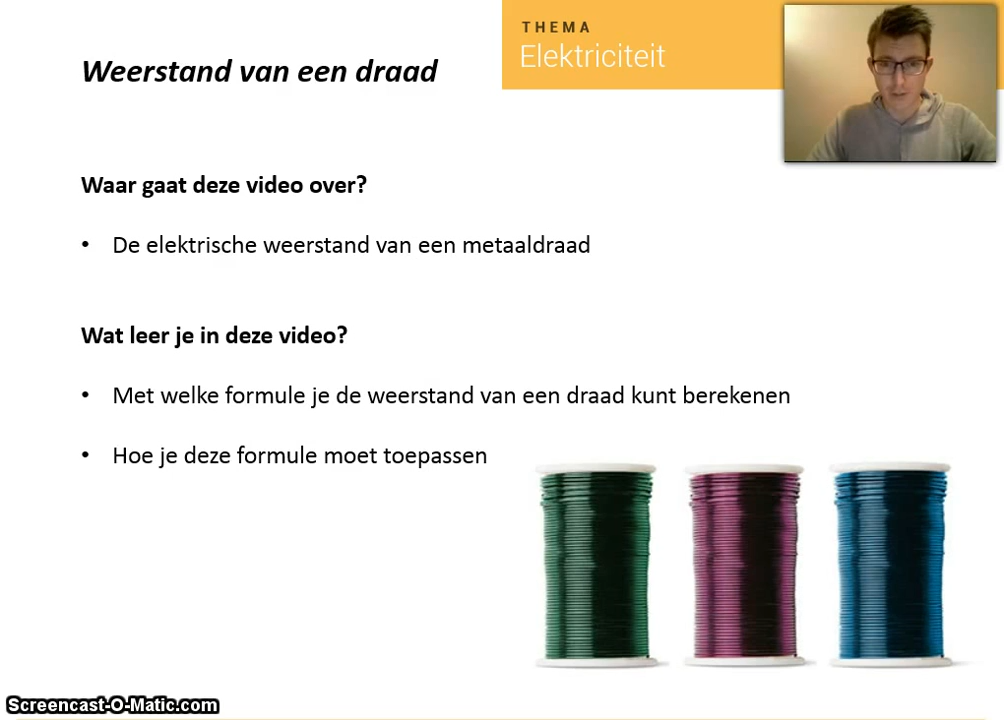 Weerstand van een draad
THEMA
Elektriciteit
Waar gaat deze video over?
• De elektrische weerstand van een metaaldraad
Wat leer je in deze video?
• Met welke formule je de weerstand van een draad kunt berekenen
• Hoe je deze formule moet toepassen
Screencast-O-Matic.com